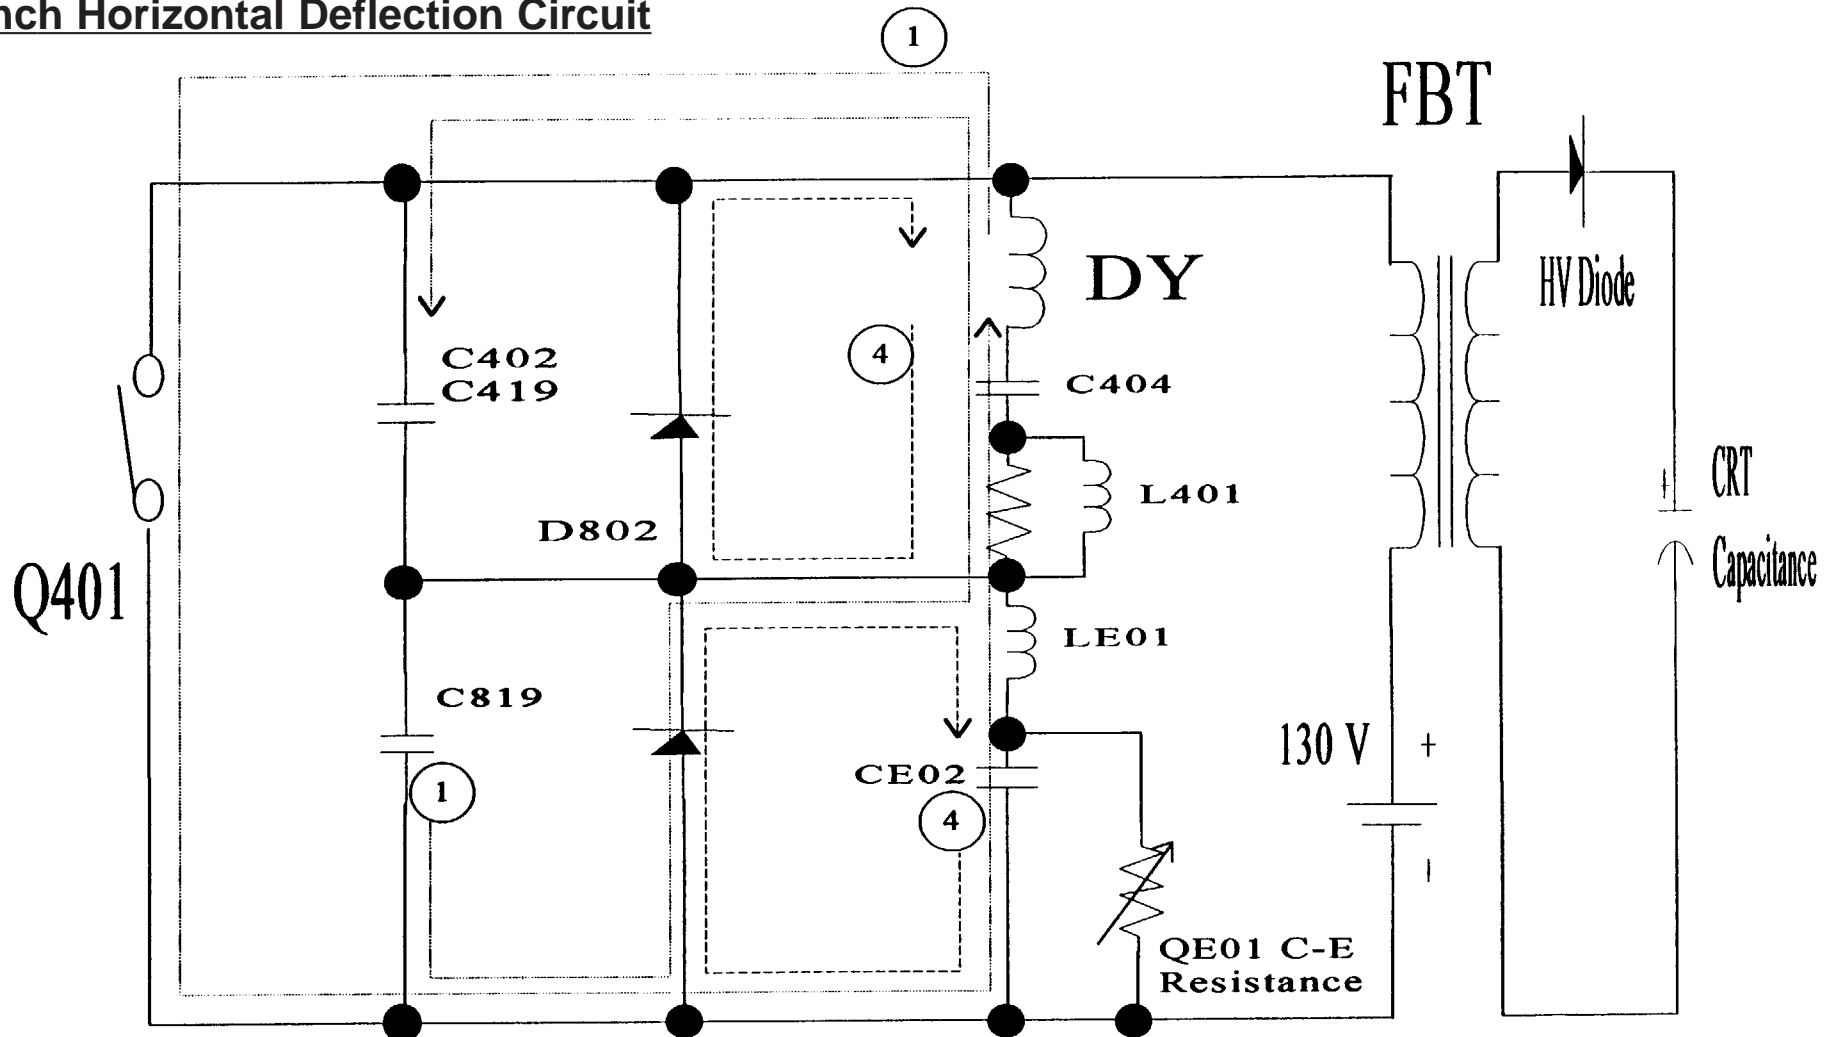 nch Horizontal Deflection Circuit
1
FBT
HV Diode
DY
4
C402
C419
C404
CRT
Capacitance
L401
D802
Q401
LE01
C819
130 V
+
-
CE02
1
4
QE01 C-E
Resistance
+